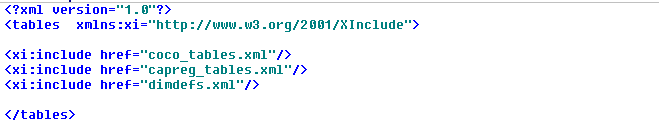 <?xml version="1.0"?>
<tables  xmlns:xi="http://www.w3.org/2001/XInclude">
<xi:include href="coco_tables.xml"/>
<xi:include href="capreg_tables.xml"/>
<xi:include href="dimdefs.xml"/>
</tables>